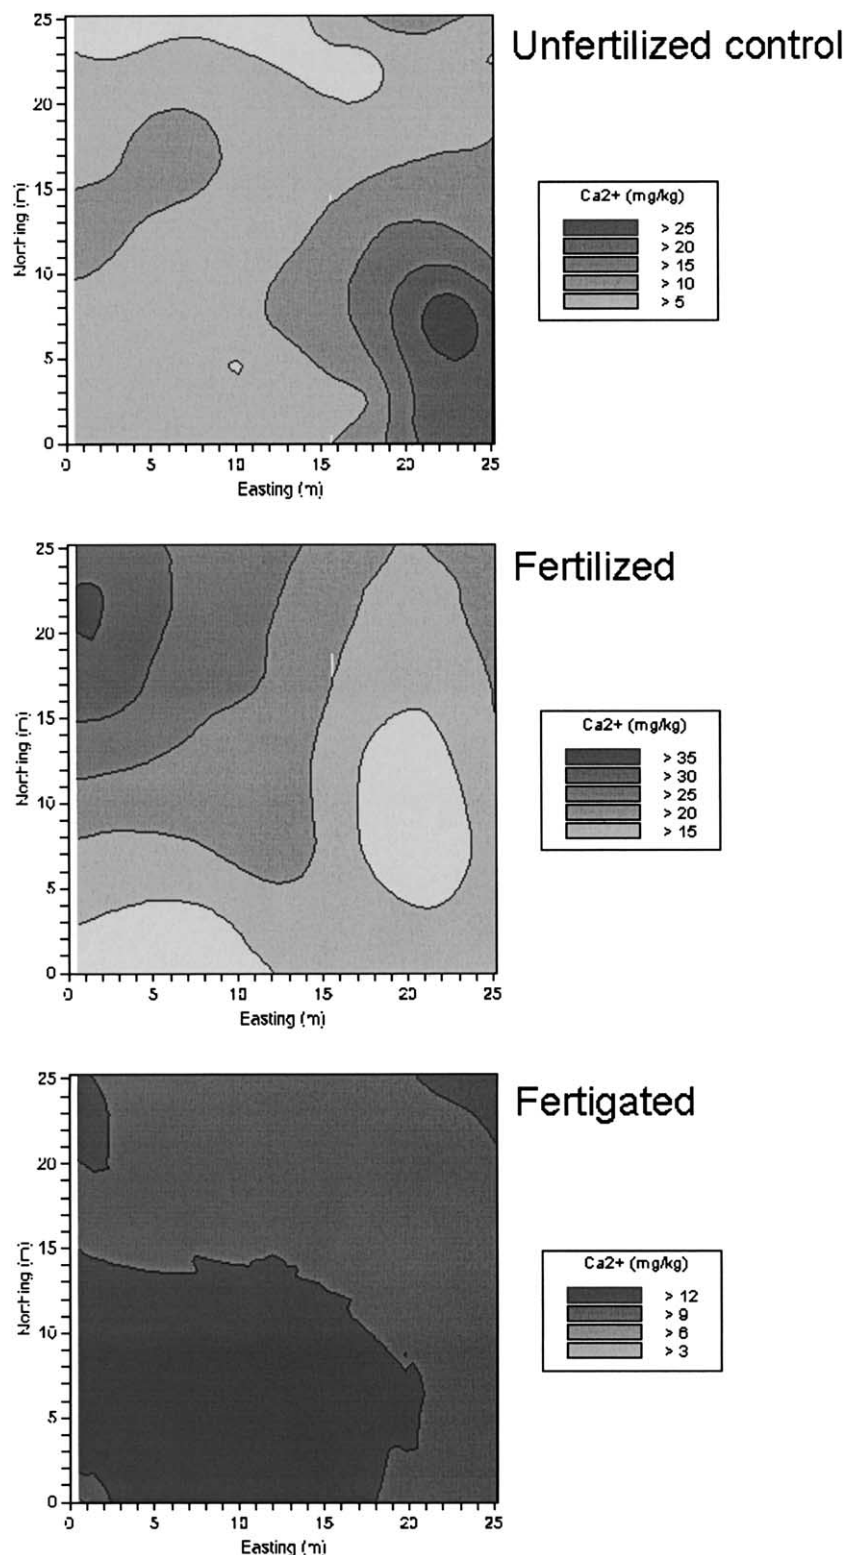 Unfertilized control
25
20
15
10
5
0
Northing (m)
0 5 10 15 20 25
Easting (m)
Ca2+ (mg/kg)
> 25
> 20
> 15
> 10
> 5
Fertilized
25
20
15
10
5
0
Northing (m)
0 5 10 15 20 25
Easting (m)
Ca2+ (mg/kg)
> 35
> 30
> 25
> 20
> 15
Fertigated
25
20
15
10
5
0
Northing (m)
0 5 10 15 20 25
Easting (m)
Ca2+ (mg/kg)
> 12
> 9
> 6
> 3